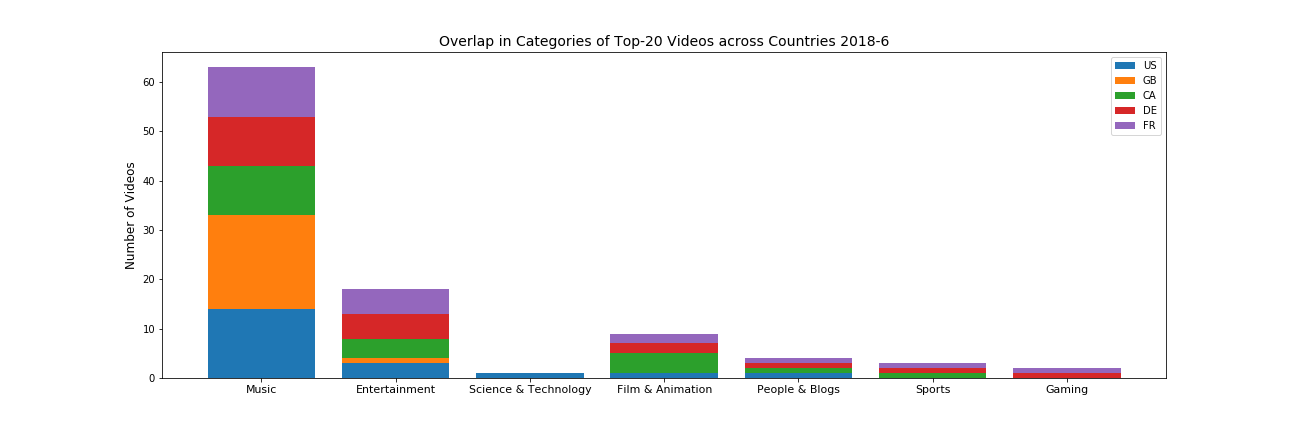 Overlap in Categories of Top-20 Videos across Countries 2018-6
US
GB
CA
DE
FR
Number of Videos
60
50
40
30
20
10
0
Music Entertainment Science & Technology Film & Animation People & Blogs Sports Gaming